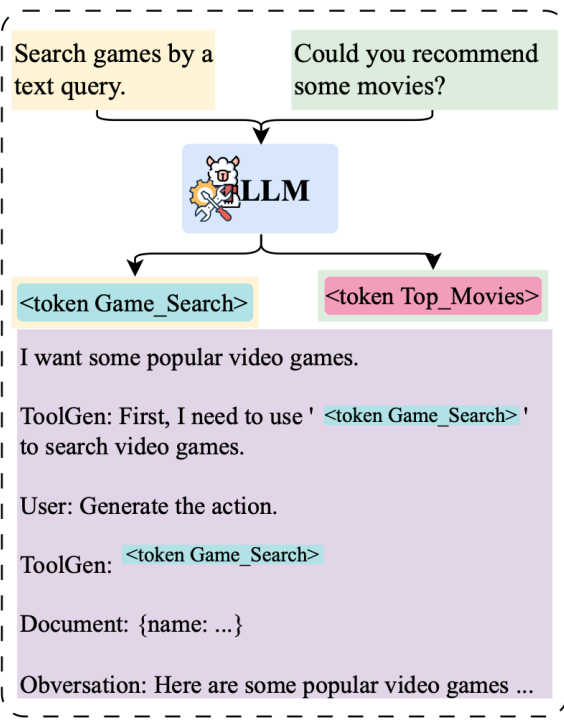 Search games by a
text query.
Could you recommend
some movies?
LLM
<token Game_Search>
<token Top_Movies>
I want some popular video games.
ToolGen: First, I need to use ' <token Game_Search> '
to search video games.
User: Generate the action.
ToolGen: <token Game_Search>
Document: {name: ...}
Obversation: Here are some popular video games ...